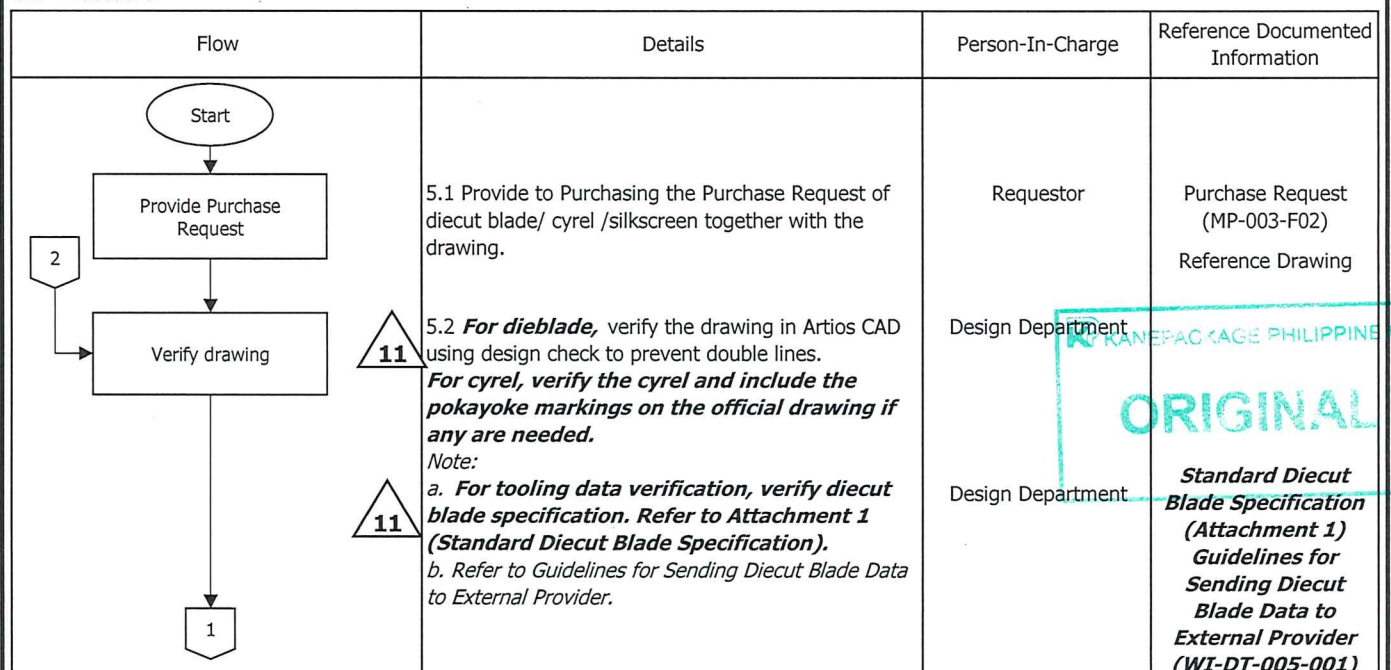 Flow
Details
Person-In-Charge
Reference Documented
Information
Start
Provide Purchase
Request
5.1 Provide to Purchasing the Purchase Request of
diecut blade/ cyrel /silkscreen together with the
drawing.
Requestor
Purchase Request
(MP-003-F02)
Reference Drawing
2
Verify drawing
11
5.2 For dieblade, verify the drawing in Artios CAD
using design check to prevent double lines.
For cyrel, verify the cyrel and include the
pokayoke markings on the official drawing if
any are needed.
Design Department
KANEPACKAGE PHILIPPINE
ORIGINAL
Note:
11
a. For tooling data verification, verify diecut
blade specification. Refer to Attachment 1
(Standard Diecut Blade Specification).
b. Refer to Guidelines for Sending Diecut Blade Data
to External Provider.
Design Department
Standard Diecut
Blade Specification
(Attachment 1)
Guidelines for
Sending Diecut
Blade Data to
External Provider
(WI-DT-005-001)
1